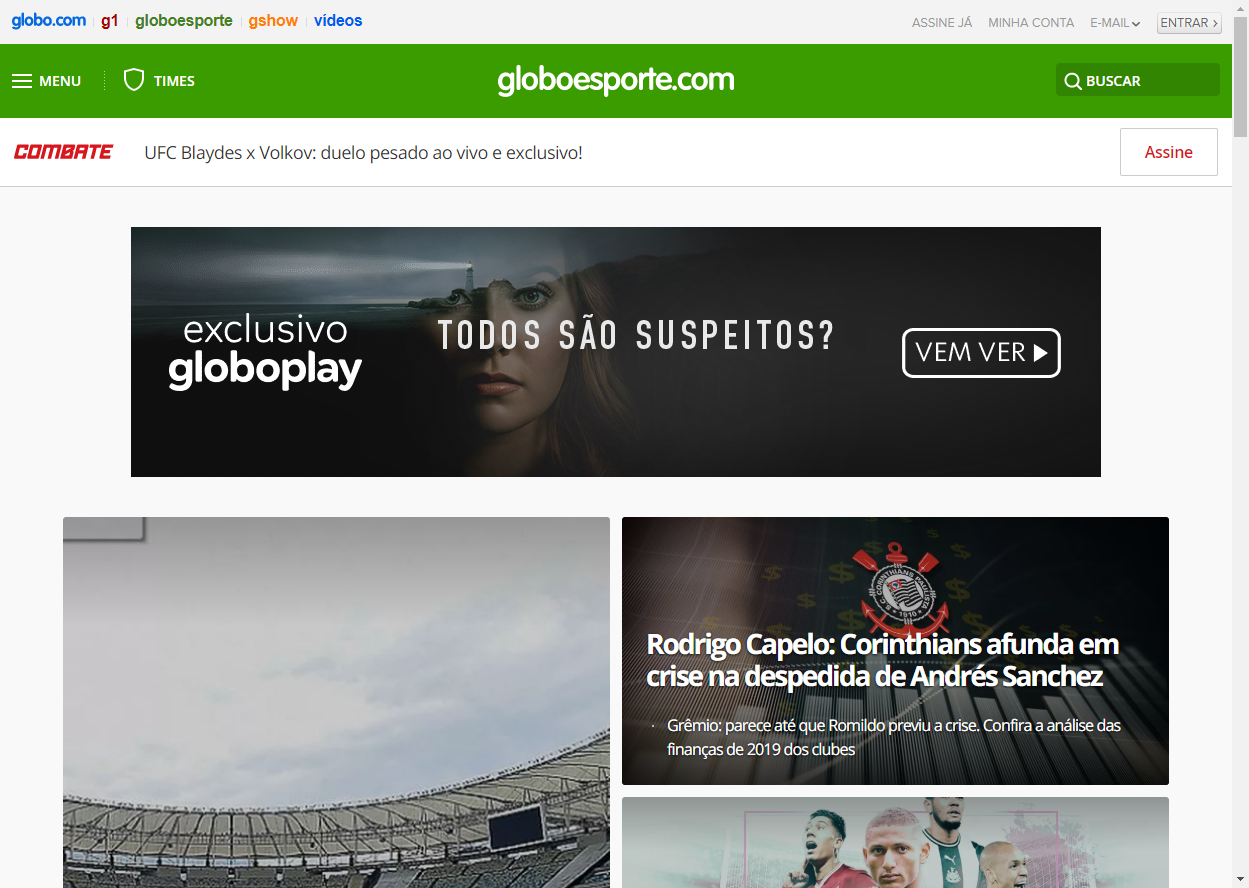 globo.com g1 globoesporte gshow vídeos
ASSINE JÁ MINHA CONTA E-MAIL ENTRAR
MENU TIMES globoesporte.com BUSCAR
COMBATE UFC Blaydes x Volkov: duelo pesado ao vivo e exclusivo! Assine
exclusivo
globoplay
TODOS SÃO SUSPEITOS?
VEM VER
S.C. CORINTHIANS PAULISTA
1910
Rodrigo Capelo: Corinthians afunda em
crise na despedida de Andrés Sanchez
· Grêmio: parece até que Romildo previu a crise. Confira a análise das
finanças de 2019 dos clubes